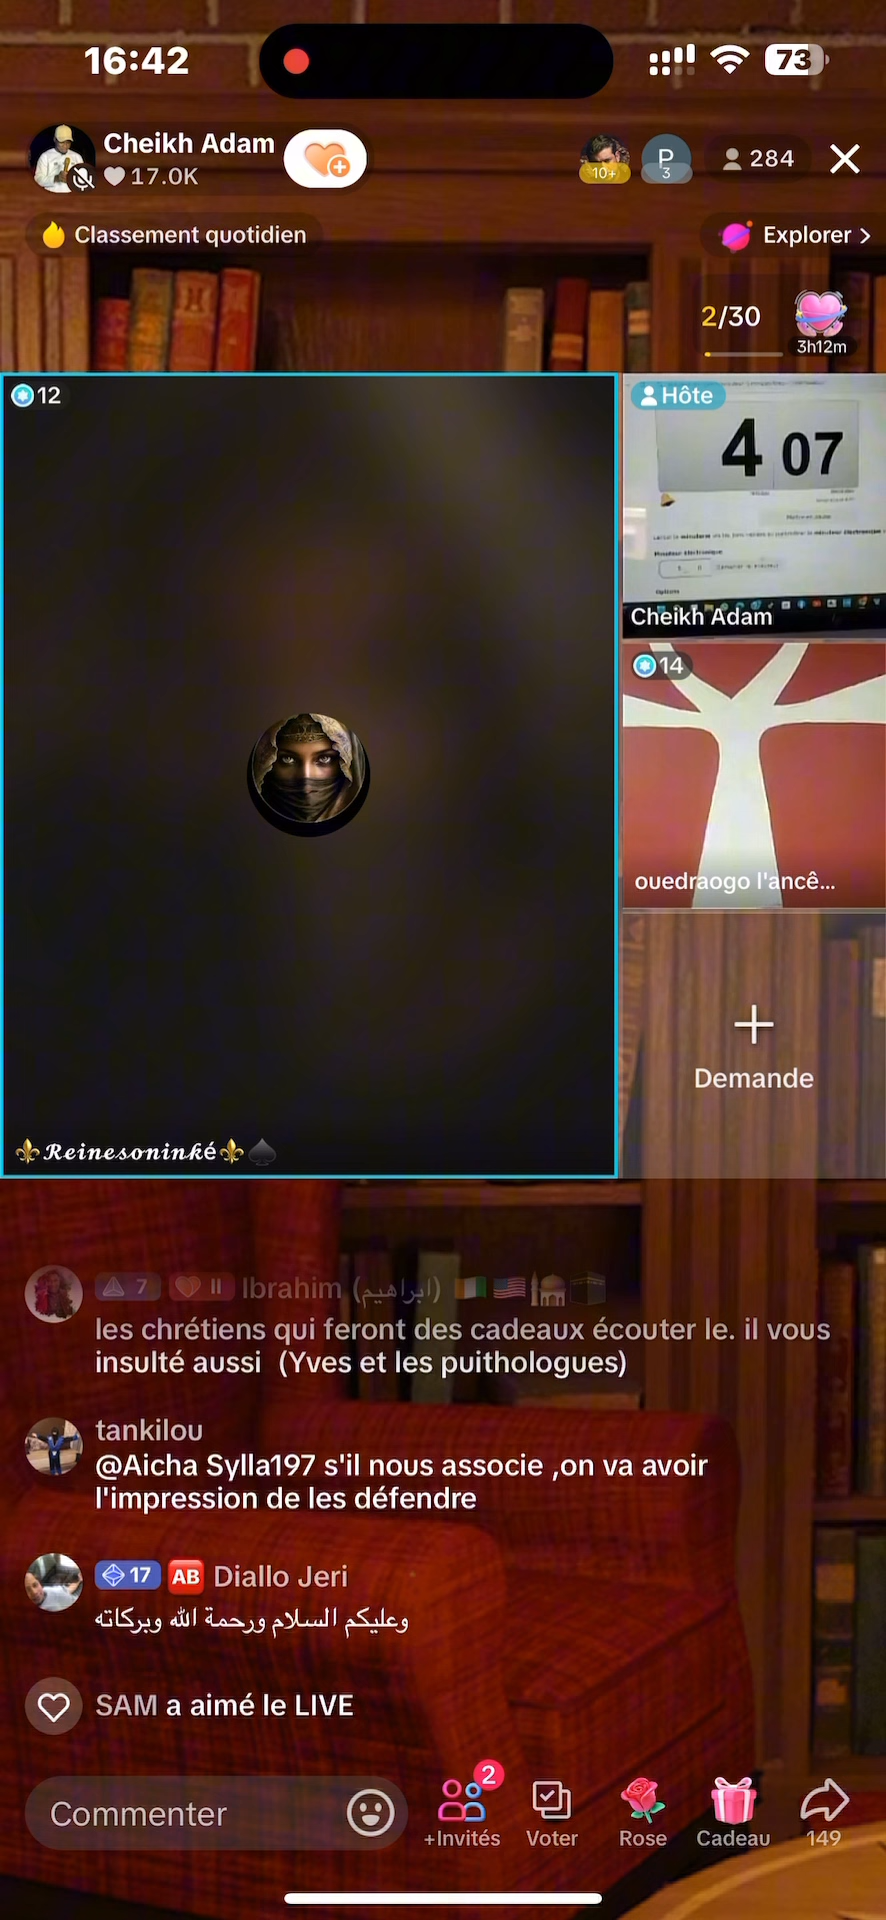 16:42
73
Cheikh Adam
17.0K
10+
P
3
284
Classement quotidien
Explorer
2/30
3h12m
12
Hôte
4 07
Cheikh Adam
14
ouedraogo l'ancê...
Demande
⚜️𝓡𝓮𝓲𝓷𝓮𝓼𝓸𝓷𝓲𝓷𝓴é⚜️♠️
7 II Ibrahim (ابراهيم) 🇮🇪🇺🇸🕌🕋
les chrétiens qui feront des cadeaux écouter le. il vous
insulté aussi (Yves et les puithologues)
tankilou
@Aicha Sylla197 s'il nous associe ,on va avoir
l'impression de les défendre
17 AB Diallo Jeri
وعليكم السلام ورحمة الله وبركاته
SAM a aimé le LIVE
Commenter
2
+Invités
Voter
Rose
Cadeau
149